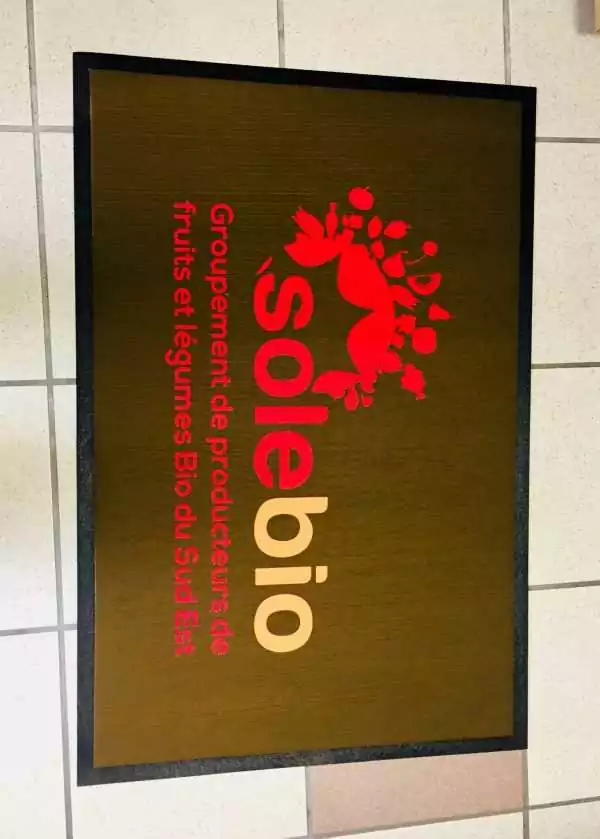 solebio
Groupement de producteurs de
fruits et légumes Bio du Sud Est